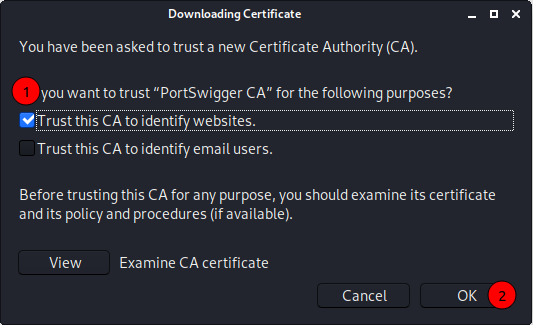 Downloading Certificate
You have been asked to trust a new Certificate Authority (CA).
1 you want to trust “PortSwigger CA” for the following purposes?
Trust this CA to identify websites.
Trust this CA to identify email users.
Before trusting this CA for any purpose, you should examine its certificate
and its policy and procedures (if available).
View Examine CA certificate
Cancel OK 2